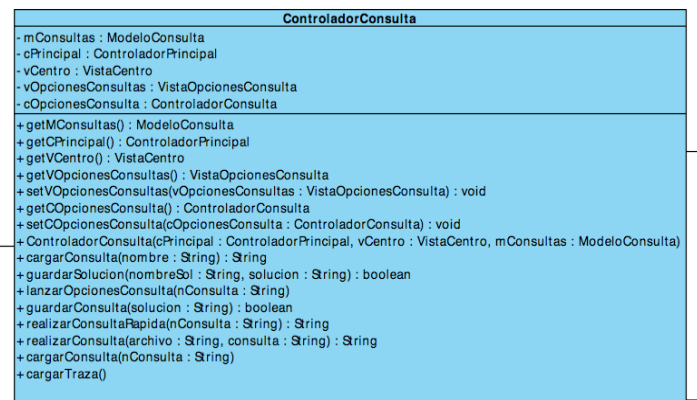 ControladorConsulta
- mConsultas : ModeloConsulta
- cPrincipal : ControladorPrincipal
- vCentro : VistaCentro
- vOpcionesConsultas : VistaOpcionesConsulta
- cOpcionesConsulta : ControladorConsulta
+ getMConsultas() : ModeloConsulta
+ getCPrincipal() : ControladorPrincipal
+ getVCentro() : VistaCentro
+ getVOpcionesConsultas() : VistaOpcionesConsulta
+ setVOpcionesConsultas(vOpcionesConsultas : VistaOpcionesConsulta) : void
+ getCOpcionesConsulta() : ControladorConsulta
+ setCOpcionesConsulta(cOpcionesConsulta : ControladorConsulta) : void
+ ControladorConsulta(cPrincipal : ControladorPrincipal, vCentro : VistaCentro, mConsultas : ModeloConsulta)
+ cargarConsulta(nombre : String) : String
+ guardarSolucion(nombreSol : String, solucion : String) : boolean
+ lanzarOpcionesConsulta(nConsulta : String)
+ guardarConsulta(solucion : String) : boolean
+ realizarConsultaRapida(nConsulta : String) : String
+ realizarConsulta(archivo : String, consulta : String) : String
+ cargarConsulta(nConsulta : String)
+ cargarTraza()